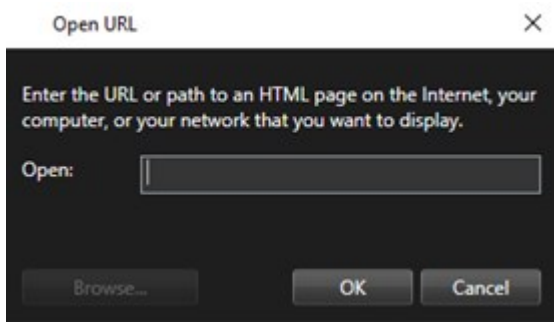 Open URL
Enter the URL or path to an HTML page on the Internet, your
computer, or your network that you want to display.
Open:
Browse...
OK
Cancel